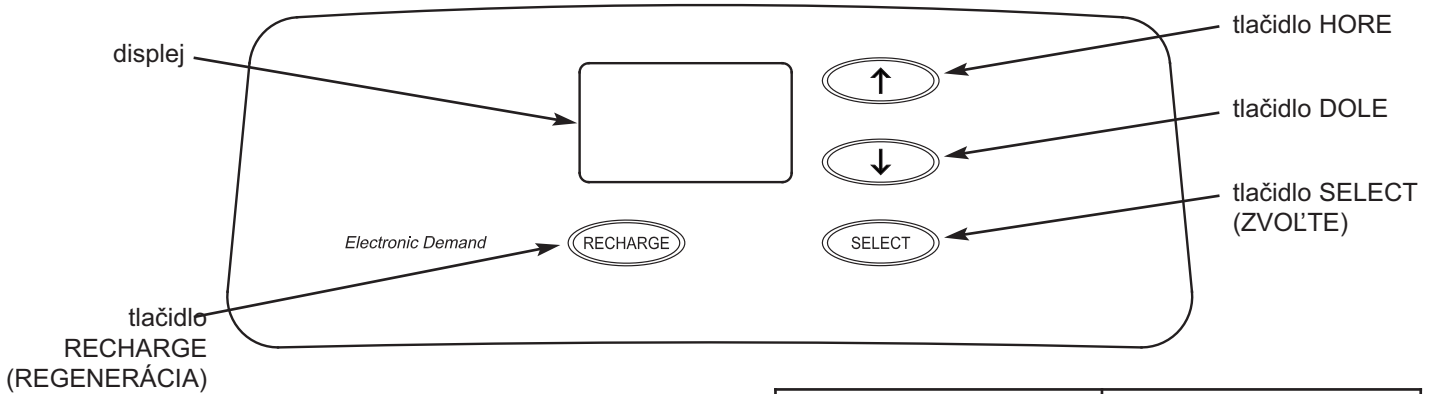 displej
tlačidlo HORE
↑
tlačidlo DOLE
↓
tlačidlo SELECT
(ZVOĽTE)
Electronic Demand
RECHARGE
SELECT
tlačidlo
RECHARGE
(REGENERÁCIA)